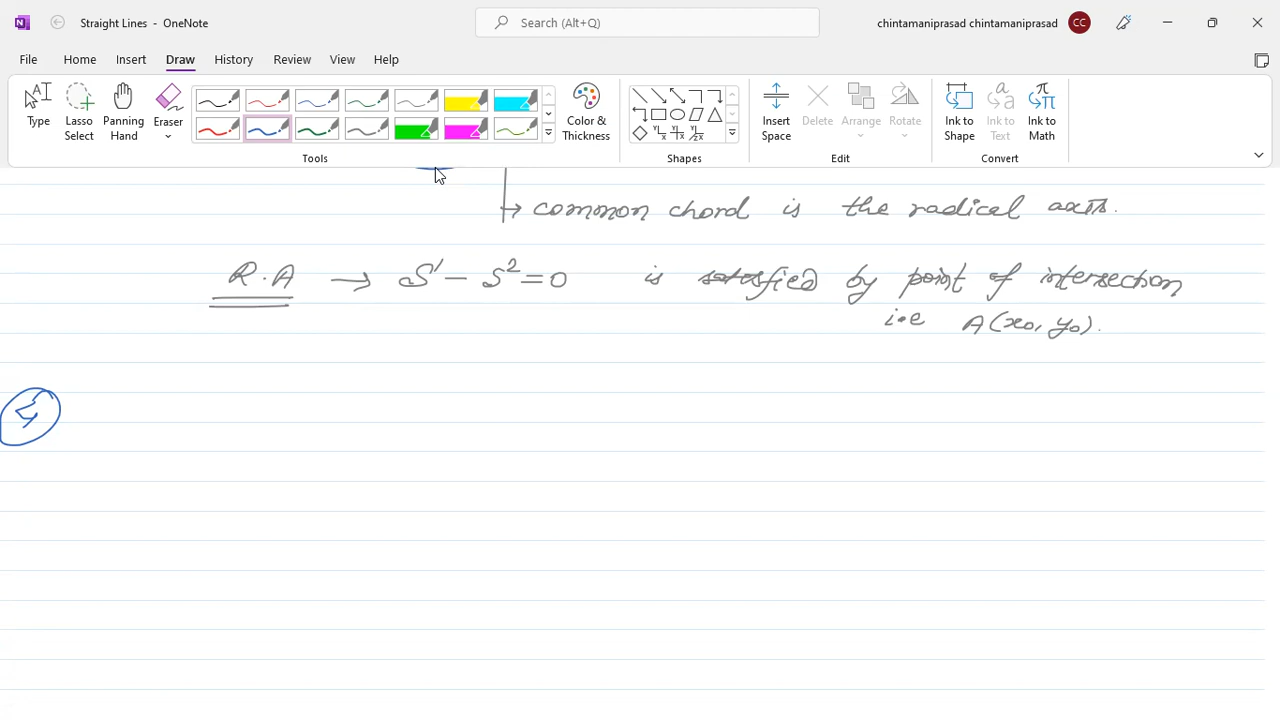 Straight Lines - OneNote
Search (Alt+Q)
chintamaniprasad chintamaniprasad
CC
File Home Insert Draw History Review View Help
Type
Lasso Select
Panning Hand
Eraser
Color & Thickness
Insert Space
Delete
Arrange
Rotate
Ink to Shape
Ink to Text
Ink to Math
Tools
Shapes
Edit
Convert
↳ common chord is the radical axis.
R.A → S' - S² = 0 is satisfied by point of intersection
i.e A(x₀, y₀).